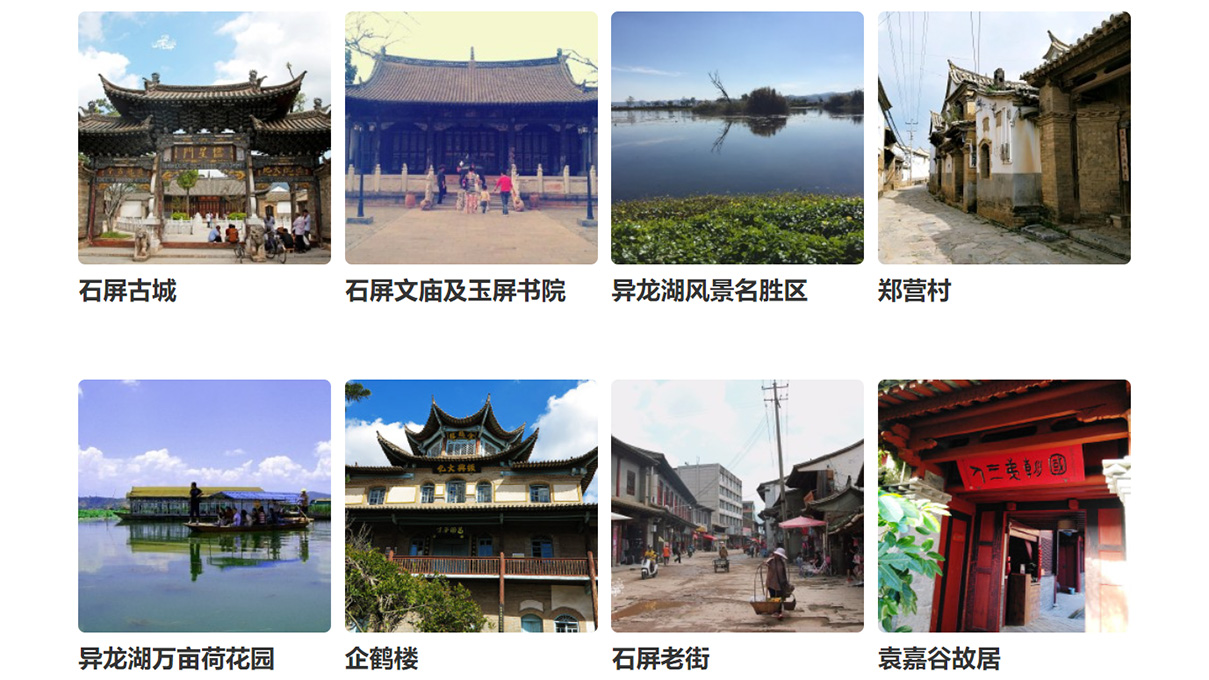 石屏古城
石屏文庙及玉屏书院
异龙湖风景名胜区
郑营村
异龙湖万亩荷花园
企鹤楼
石屏老街
袁嘉谷故居